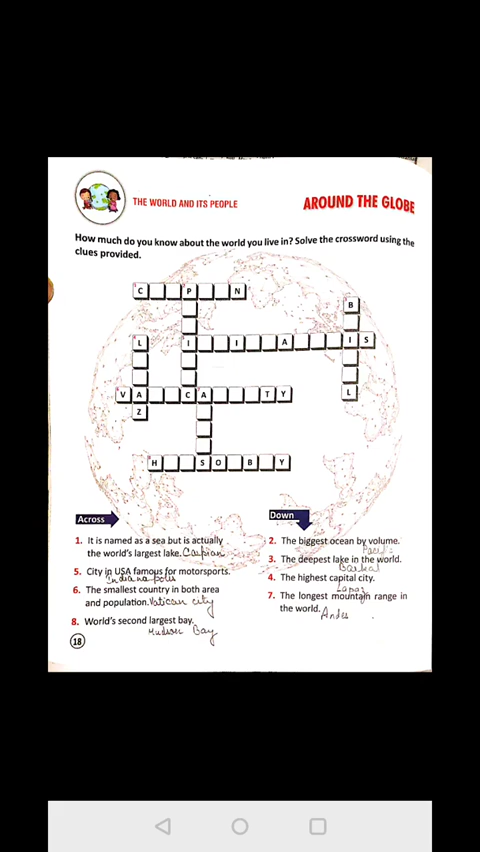 THE WORLD AND ITS PEOPLE
AROUND THE GLOBE
How much do you know about the world you live in? Solve the crossword using the
clues provided.
C P N
B
L I I A I S
V A C A T Y L
Z
H S O B Y
Across
1. It is named as a sea but is actually
the world's largest lake. Caspian
5. City in USA famous for motorsports.
Indiana polis
6. The smallest country in both area
and population. Vatican city
8. World's second largest bay.
Hudson Bay
18
Down
2. The biggest ocean by volume.
Pacific
3. The deepest lake in the world.
Baikal
4. The highest capital city.
Lapaz
7. The longest mountain range in
the world. Andes